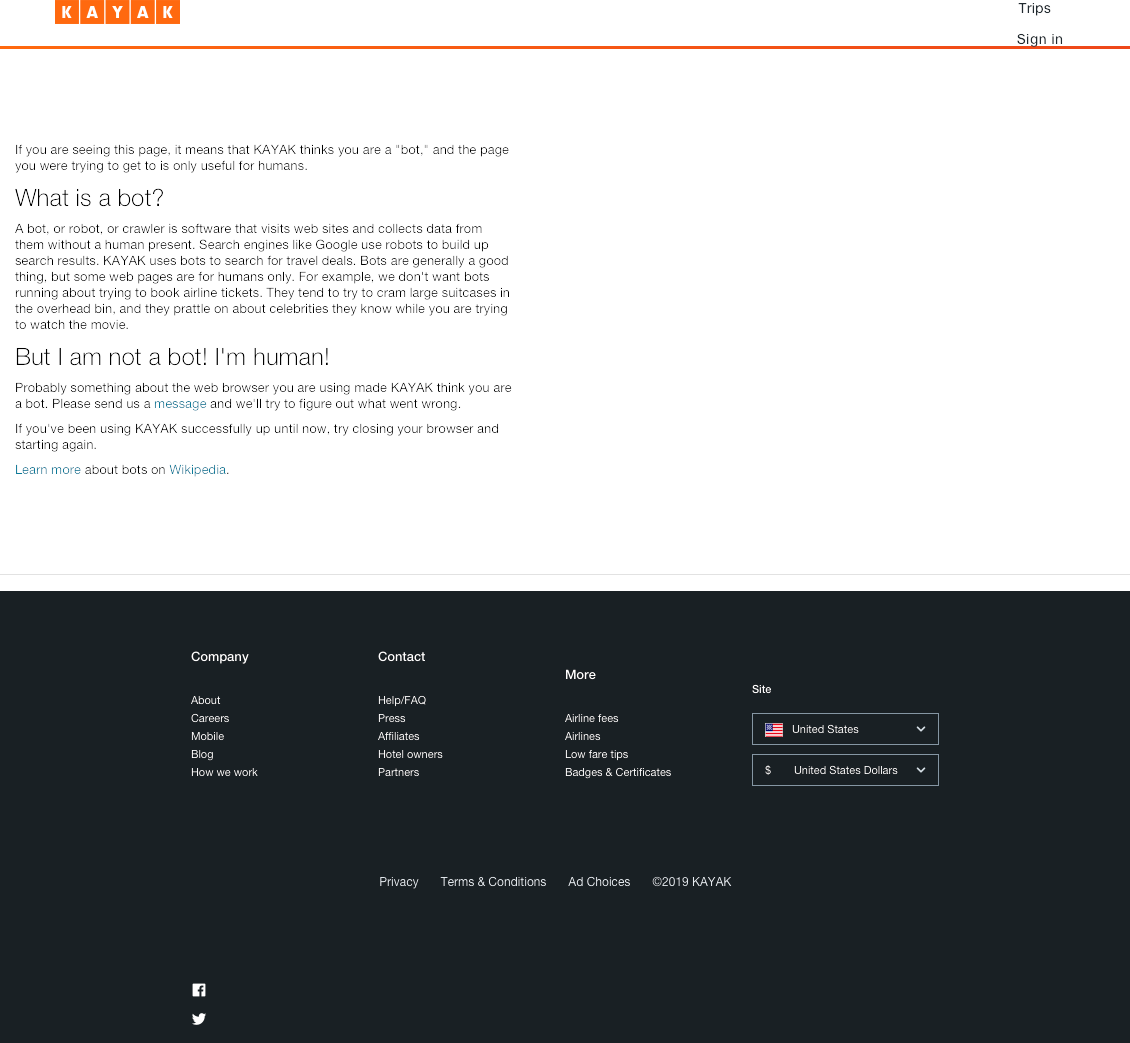 KAYAK
Trips
Sign in
If you are seeing this page, it means that KAYAK thinks you are a "bot," and the page
you were trying to get to is only useful for humans.
What is a bot?
A bot, or robot, or crawler is software that visits web sites and collects data from
them without a human present. Search engines like Google use robots to build up
search results. KAYAK uses bots to search for travel deals. Bots are generally a good
thing, but some web pages are for humans only. For example, we don't want bots
running about trying to book airline tickets. They tend to try to cram large suitcases in
the overhead bin, and they prattle on about celebrities they know while you are trying
to watch the movie.
But I am not a bot! I'm human!
Probably something about the web browser you are using made KAYAK think you are
a bot. Please send us a message and we'll try to figure out what went wrong.
If you've been using KAYAK successfully up until now, try closing your browser and
starting again.
Learn more about bots on Wikipedia.
Company
About
Careers
Mobile
Blog
How we work
Contact
Help/FAQ
Press
Affiliates
Hotel owners
Partners
More
Airline fees
Airlines
Low fare tips
Badges & Certificates
Site
United States
$ United States Dollars
Privacy Terms & Conditions Ad Choices ©2019 KAYAK